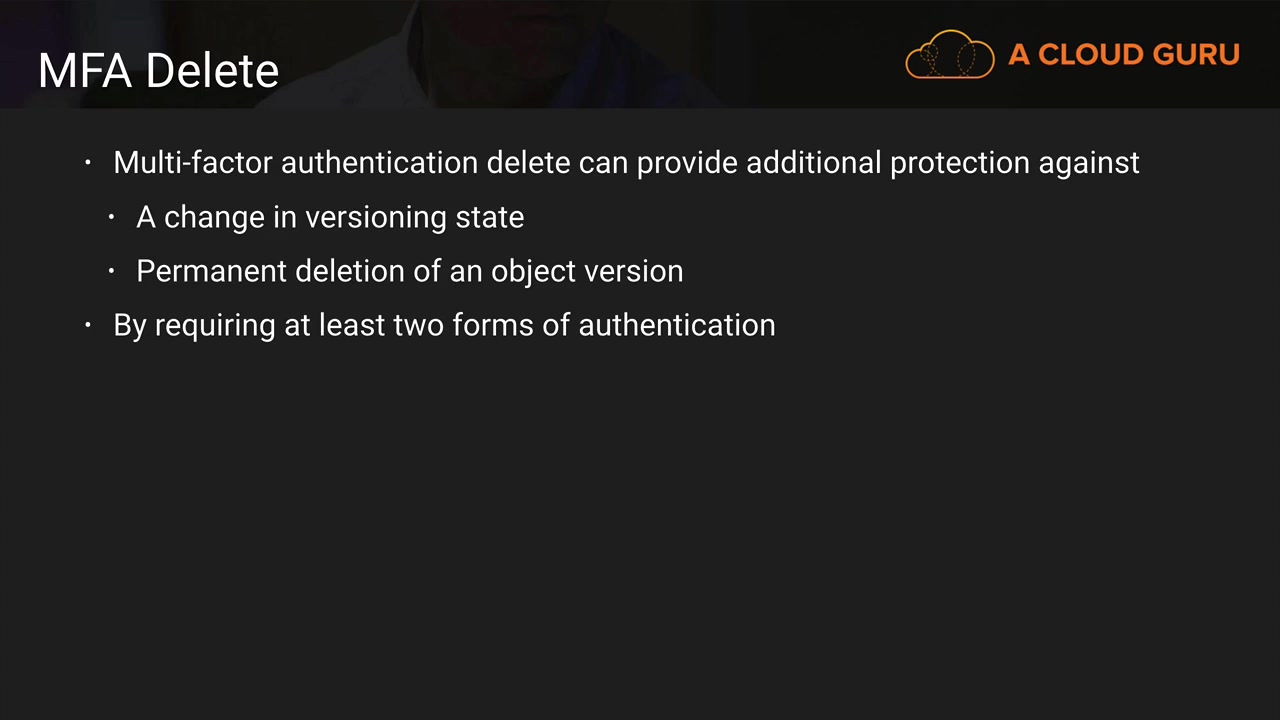 MFA Delete
A CLOUD GURU
· Multi-factor authentication delete can provide additional protection against
· A change in versioning state
· Permanent deletion of an object version
· By requiring at least two forms of authentication